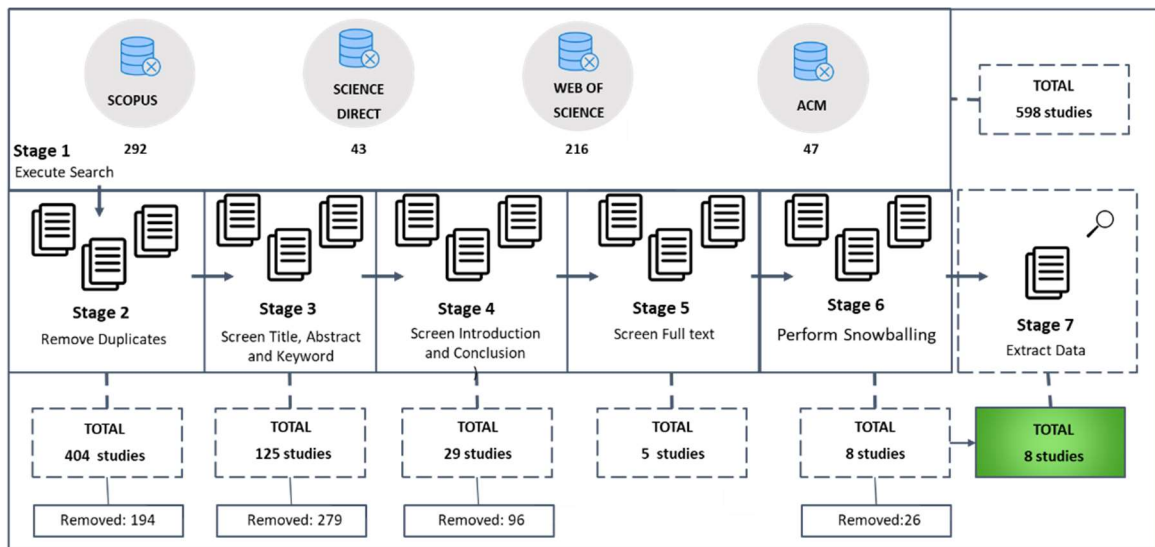 SCOPUS
292
SCIENCE
DIRECT
43
WEB OF
SCIENCE
216
ACM
47
TOTAL
598 studies
Stage 1
Execute Search
Stage 2
Remove Duplicates
Stage 3
Screen Title, Abstract
and Keyword
Stage 4
Screen Introduction
and Conclusion
)
Stage 5
Screen Full text
Stage 6
Perform Snowballing
Stage 7
Extract Data
TOTAL
404 studies
Removed: 194
TOTAL
125 studies
Removed: 279
TOTAL
29 studies
Removed: 96
TOTAL
5 studies
TOTAL
8 studies
Removed:26
TOTAL
8 studies